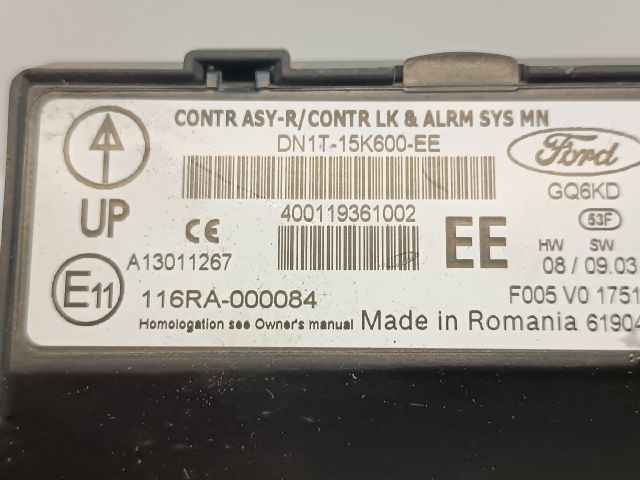 CONTR ASY-R/CONTR LK & ALRM SYS MN
DN1T-15K600-EE
Ford
GQ6KD
UP
CE
400119361002
EE
53F
HW SW
A13011267
08 / 09.03
E11
116RA-000084
F005 V0 1751
Homologation see Owner's manual Made in Romania 61904